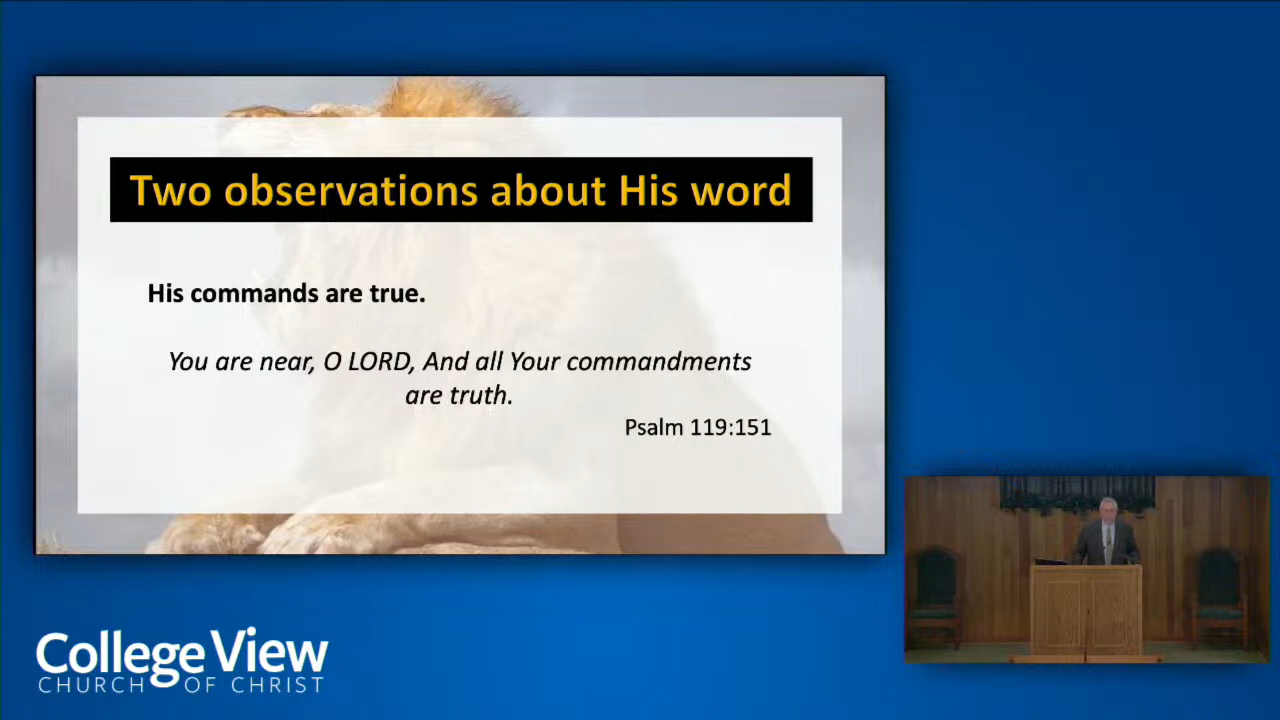 Two observations about His word
His commands are true.
You are near, O LORD, And all Your commandments
are truth.
Psalm 119:151
College View
CHURCH OF CHRIST